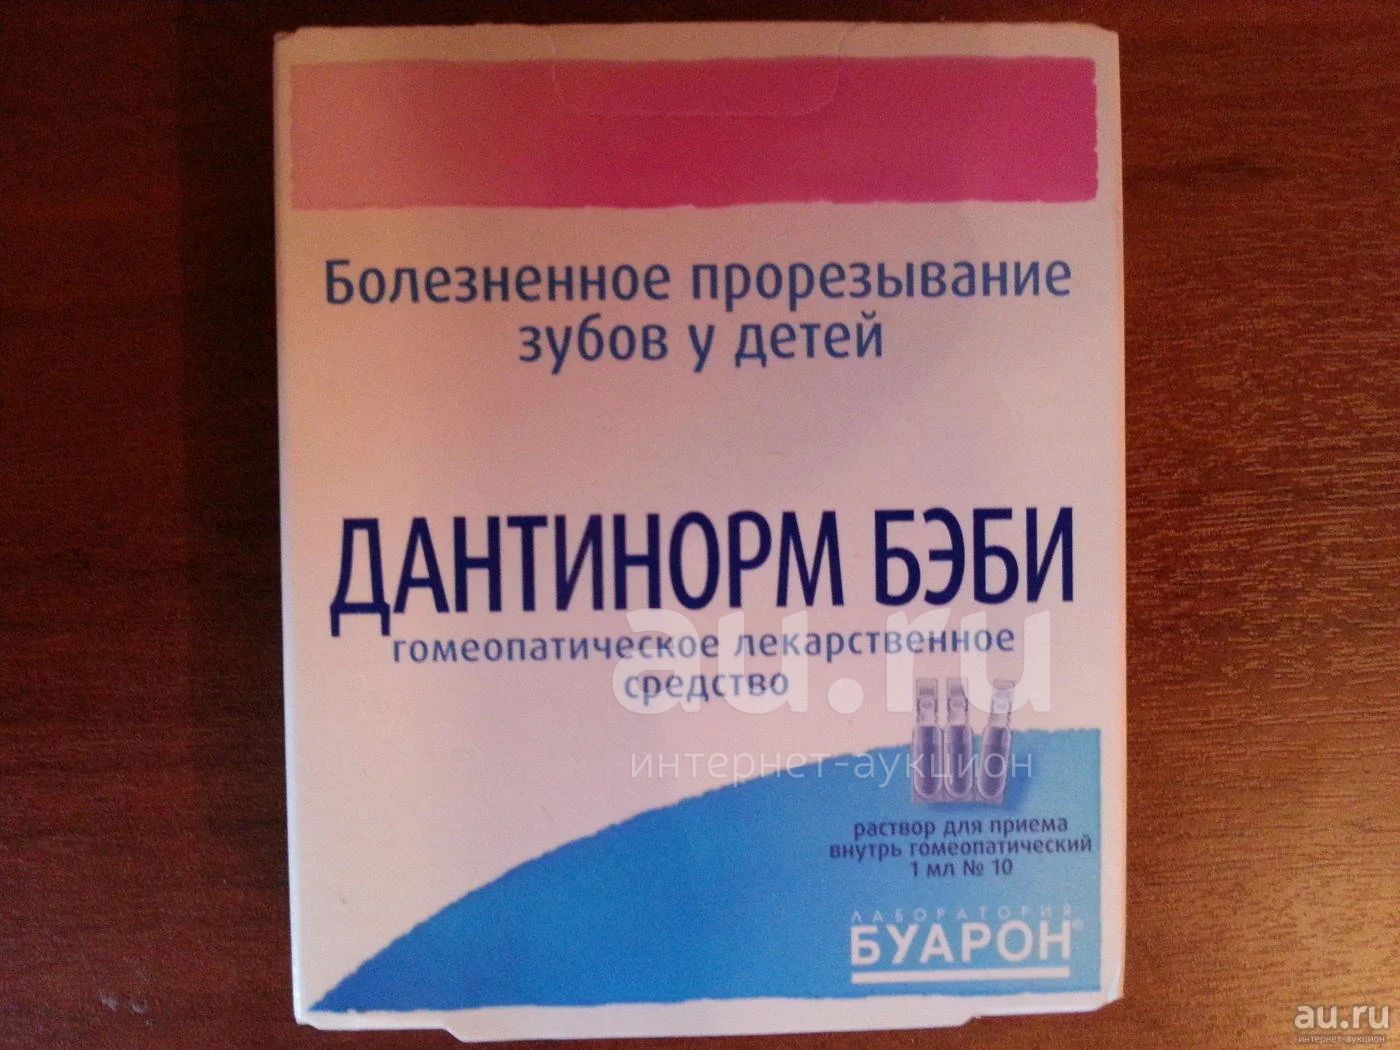 Болезненное прорезывание
зубов у детей
ДАНТИНОРМ БЭБИ
гомеопатическое лекарственное
средство
au.ru
интернет-аукцион
раствор для приема
внутрь гомеопатический
1 мл № 10
ЛАБОРАТОРИЯ
БУАРОН®
au.ru
интернет-аукцион